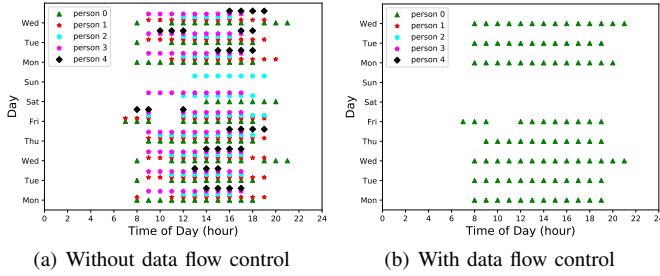 person 0
person 1
person 2
person 3
person 4
Wed
Tue
Mon
Sun
Sat
Fri
Thu
Wed
Tue
Mon
Day
0 2 4 6 8 10 12 14 16 18 20 22 24
Time of Day (hour)
(a) Without data flow control
person 0
person 1
person 2
person 3
person 4
Wed
Tue
Mon
Sun
Sat
Fri
Thu
Wed
Tue
Mon
Day
0 2 4 6 8 10 12 14 16 18 20 22 24
Time of Day (hour)
(b) With data flow control